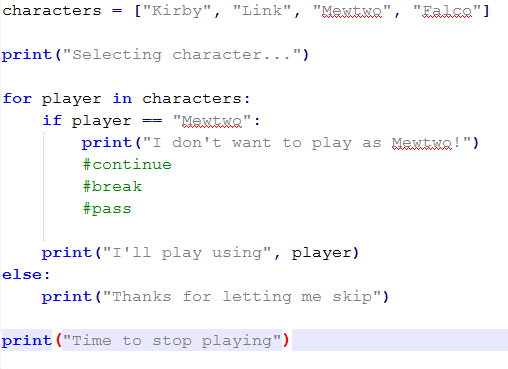 characters = ["Kirby", "Link", "Mewtwo", "Falco"]
print("Selecting character...")
for player in characters:
    if player == "Mewtwo":
        print("I don't want to play as Mewtwo!")
        #continue
        #break
        #pass
    print("I'll play using", player)
else:
    print("Thanks for letting me skip")
print("Time to stop playing")